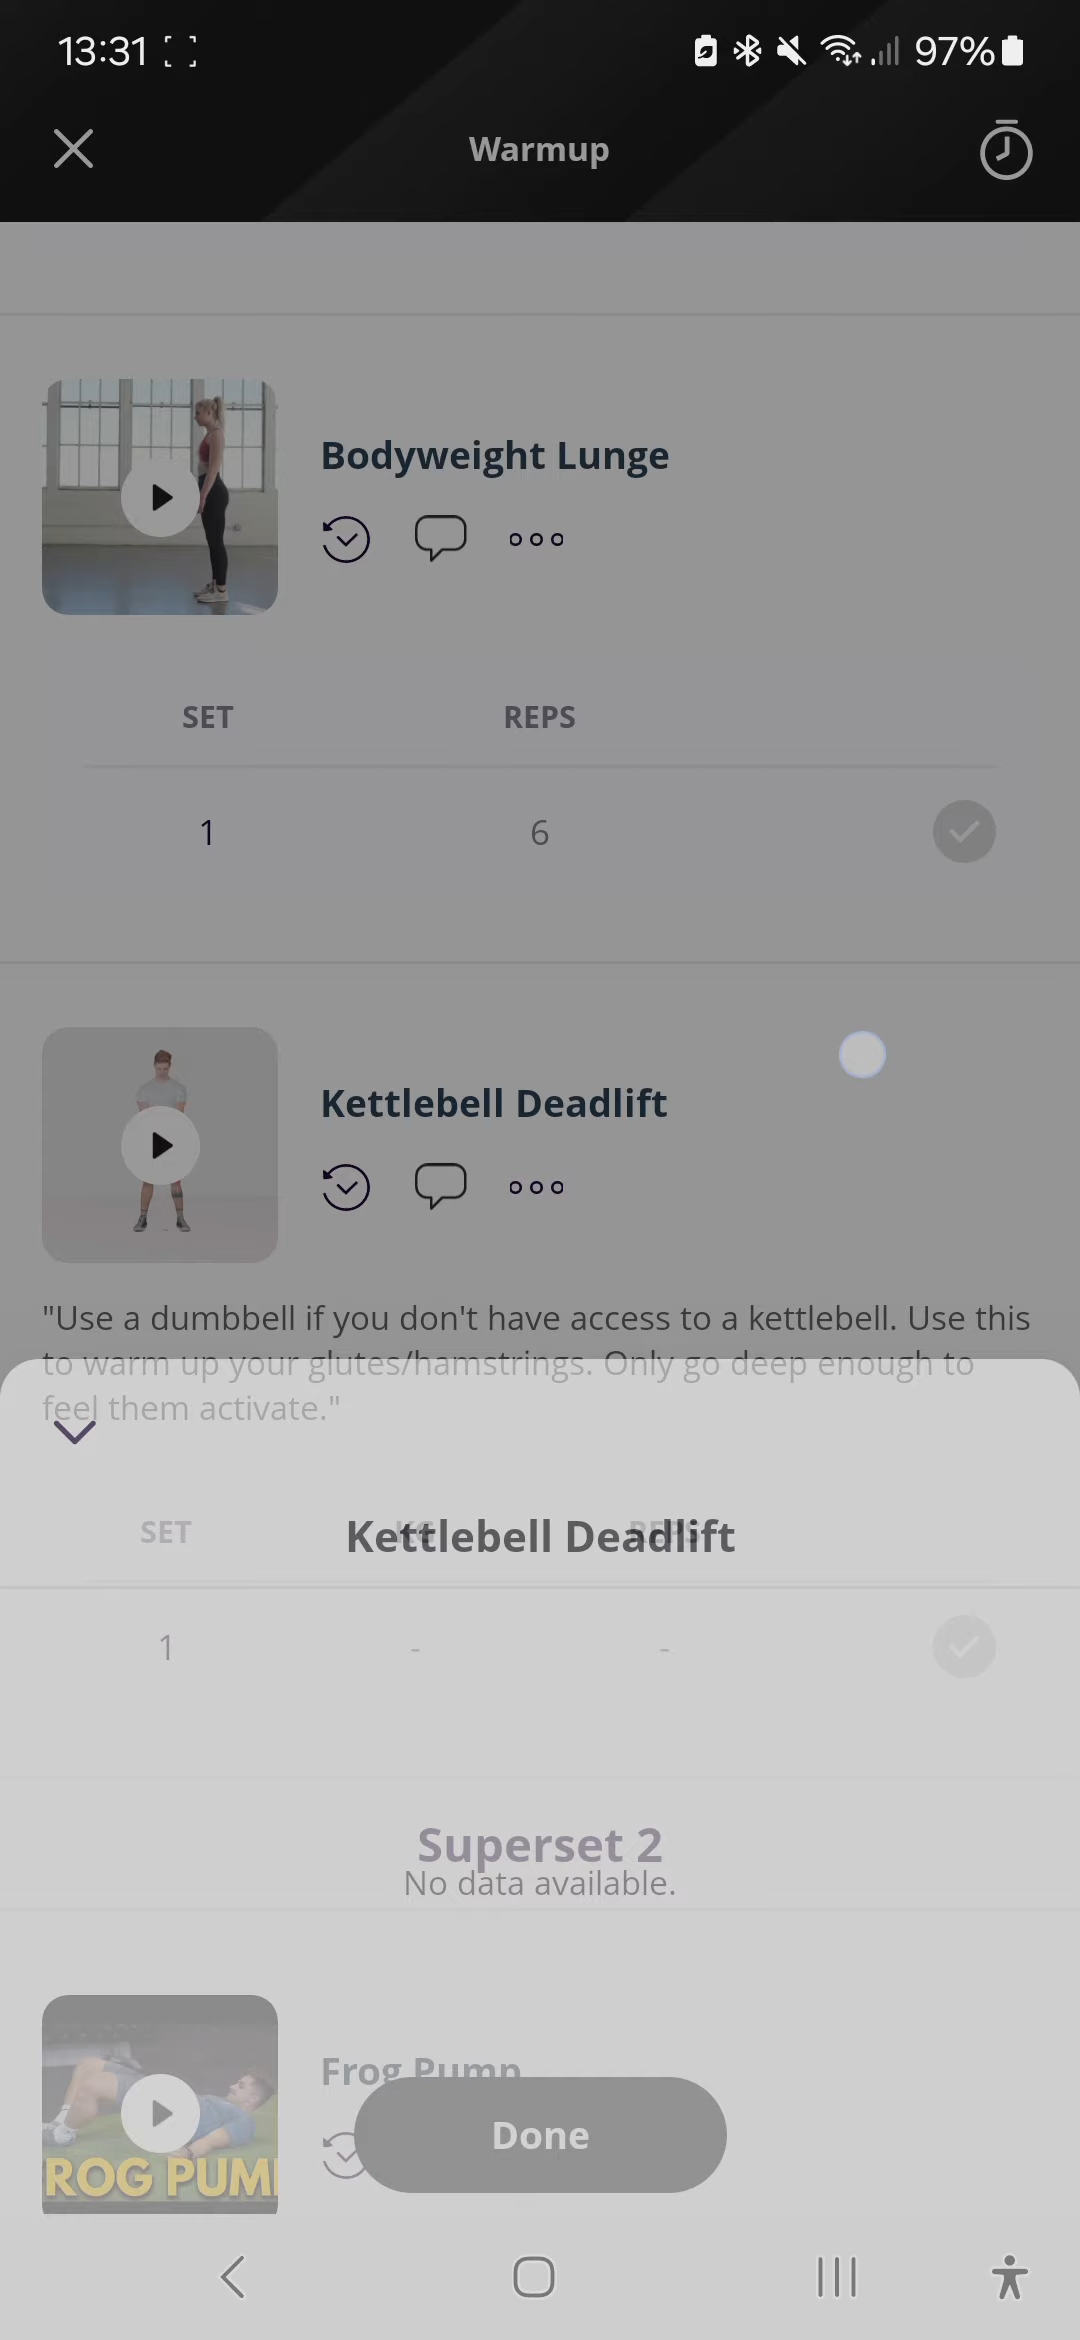 13:31
97%
Warmup
Bodyweight Lunge
SET REPS
1 6
Kettlebell Deadlift
"Use a dumbbell if you don't have access to a kettlebell. Use this
to warm up your glutes/hamstrings. Only go deep enough to
feel them activate."
SET KG REPS
Kettlebell Deadlift
1 - -
Superset 2
No data available.
Frog Pump
ROG PUM
Done